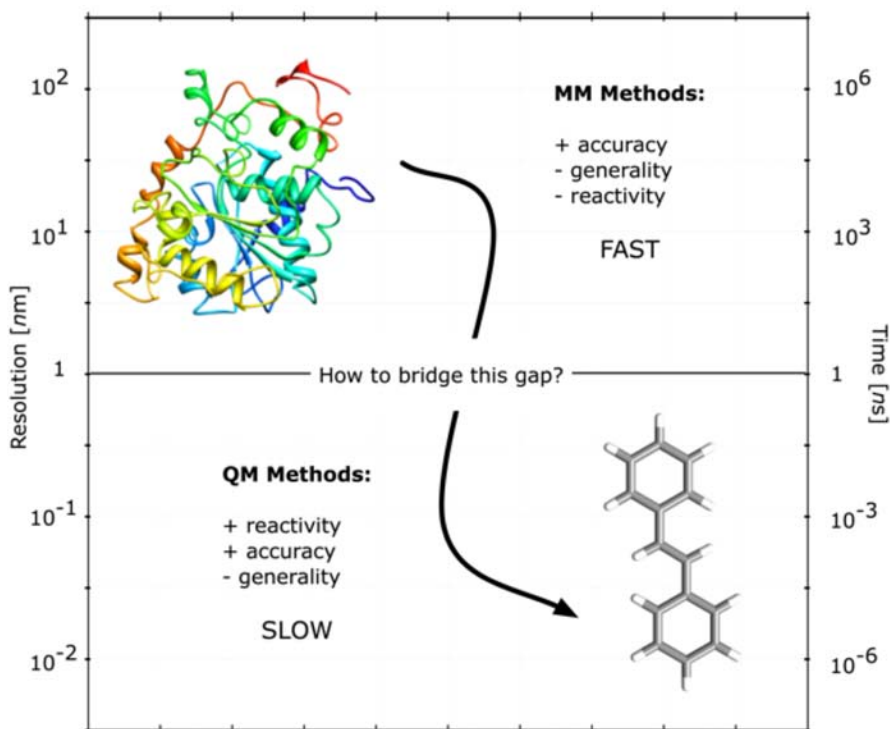 10²
10¹
1
10⁻¹
10⁻²
Resolution [nm]
MM Methods:
+ accuracy
- generality
- reactivity
FAST
How to bridge this gap?
QM Methods:
+ reactivity
+ accuracy
- generality
SLOW
10⁶
10³
1
10⁻³
10⁻⁶
Time [ns]